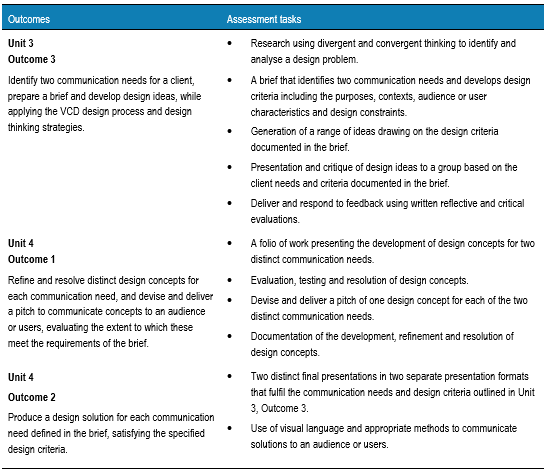 Outcomes
Assessment tasks
Unit 3
Outcome 3
Identify two communication needs for a client,
prepare a brief and develop design ideas, while
applying the VCD design process and design
thinking strategies.
• Research using divergent and convergent thinking to identify and
analyse a design problem.
• A brief that identifies two communication needs and develops design
criteria including the purposes, contexts, audience or user
characteristics and design constraints.
• Generation of a range of ideas drawing on the design criteria
documented in the brief.
• Presentation and critique of design ideas to a group based on the
client needs and criteria documented in the brief.
• Deliver and respond to feedback using written reflective and critical
evaluations.
Unit 4
Outcome 1
Refine and resolve distinct design concepts for
each communication need, and devise and deliver
a pitch to communicate concepts to an audience
or users, evaluating the extent to which these
meet the requirements of the brief.
• A folio of work presenting the development of design concepts for two
distinct communication needs.
• Evaluation, testing and resolution of design concepts.
• Devise and deliver a pitch of one design concept for each of the two
distinct communication needs.
• Documentation of the development, refinement and resolution of
design concepts.
Unit 4
Outcome 2
Produce a design solution for each communication
need defined in the brief, satisfying the specified
design criteria.
• Two distinct final presentations in two separate presentation formats
that fulfil the communication needs and design criteria outlined in Unit
3, Outcome 3.
• Use of visual language and appropriate methods to communicate
solutions to an audience or users.